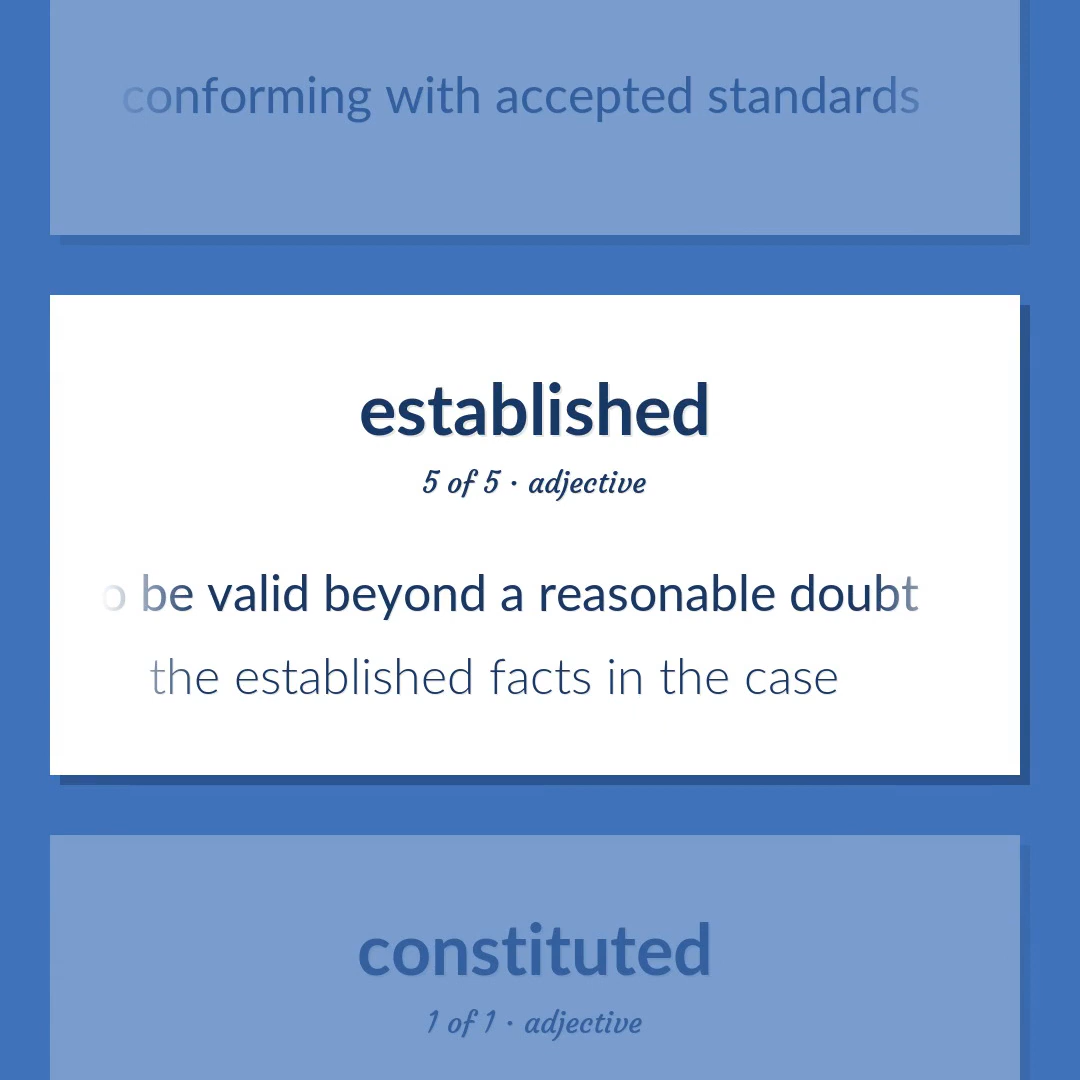 conforming with accepted standards
established
5 of 5 · adjective
o be valid beyond a reasonable doubt
the established facts in the case
constituted
1 of 1 · adjective